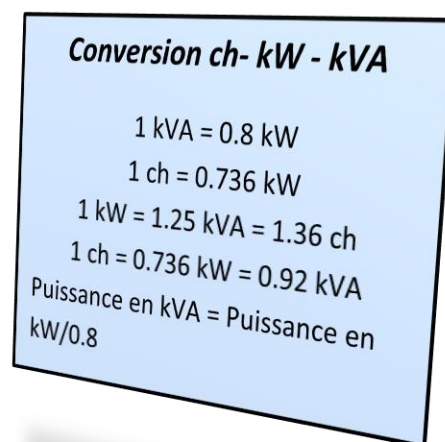 Conversion ch- kW - kVA
1 kVA = 0.8 kW
1 ch = 0.736 kW
1 kW = 1.25 kVA = 1.36 ch
1 ch = 0.736 kW = 0.92 kVA
Puissance en kVA = Puissance en
kW/0.8